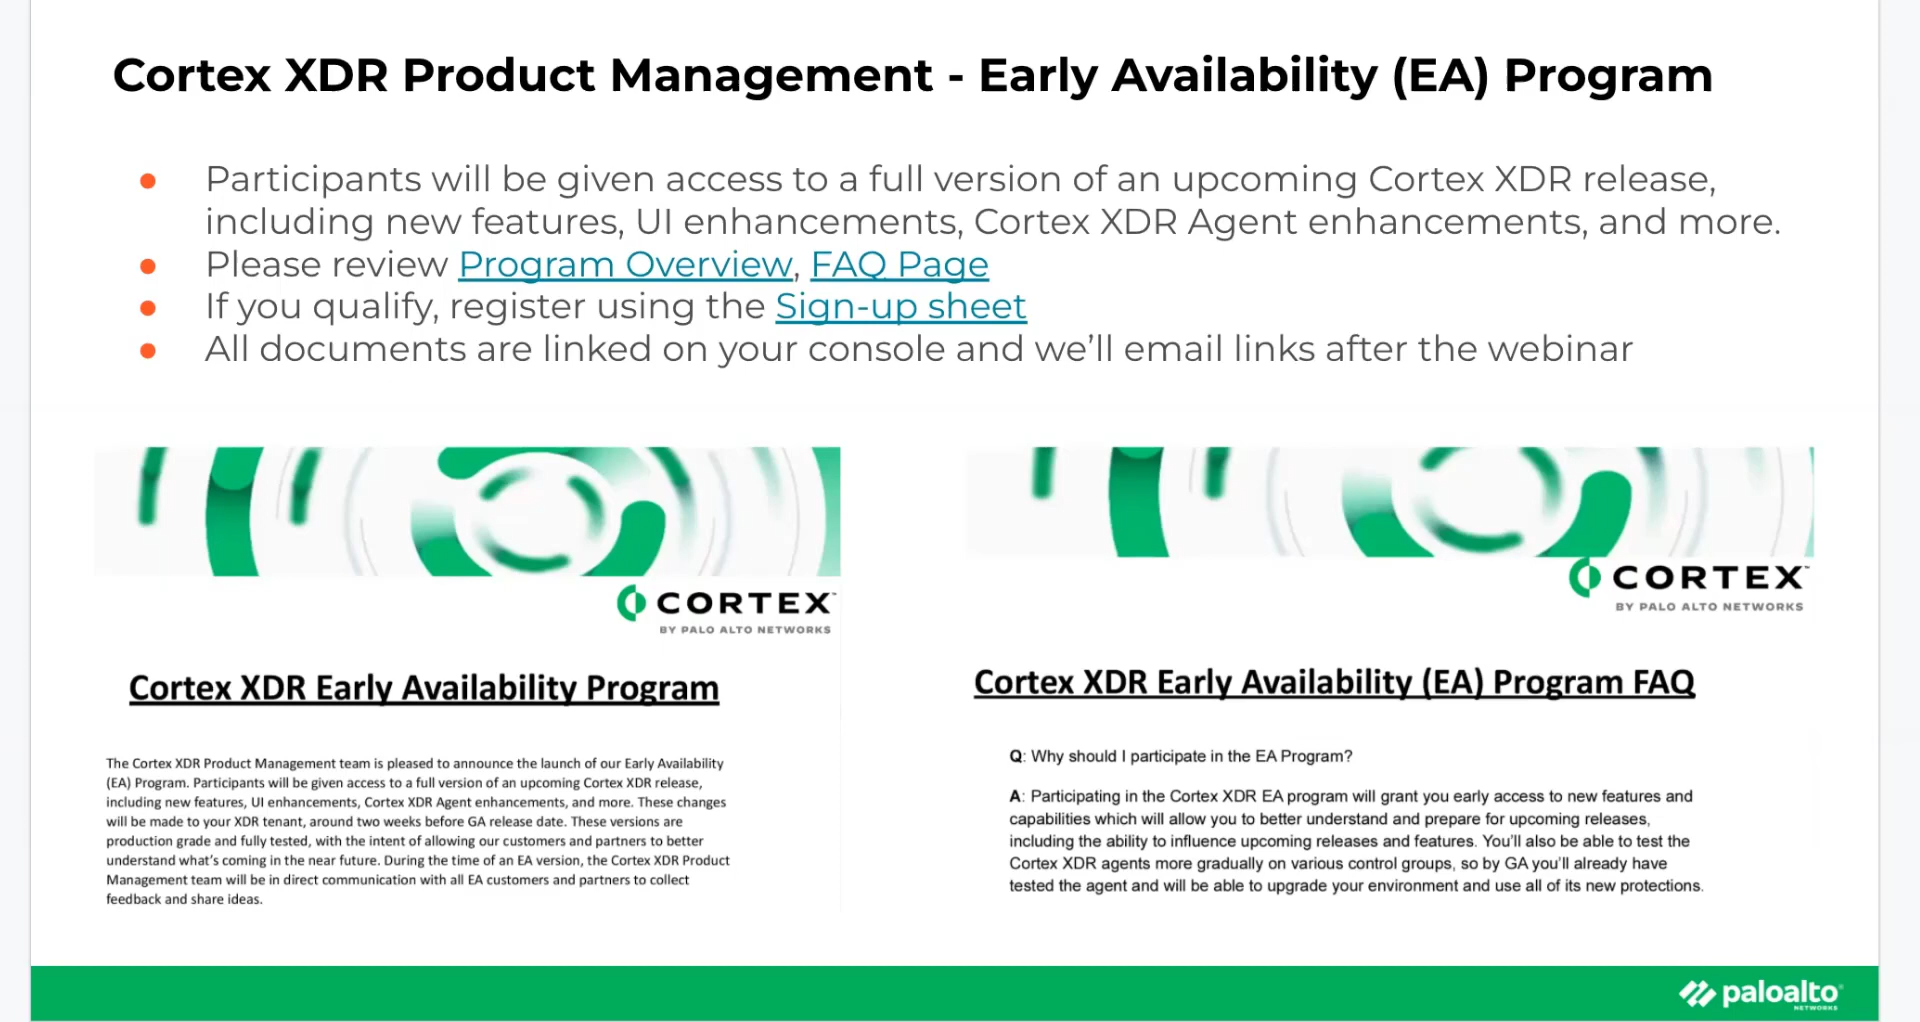 Cortex XDR Product Management - Early Availability (EA) Program
Participants will be given access to a full version of an upcoming Cortex XDR release,
including new features, UI enhancements, Cortex XDR Agent enhancements, and more.
Please review Program Overview, FAQ Page
If you qualify, register using the Sign-up sheet
All documents are linked on your console and we’ll email links after the webinar
CORTEX™
BY PALO ALTO NETWORKS
Cortex XDR Early Availability Program
The Cortex XDR Product Management team is pleased to announce the launch of our Early Availability
(EA) Program. Participants will be given access to a full version of an upcoming Cortex XDR release,
including new features, UI enhancements, Cortex XDR Agent enhancements, and more. These changes
will be made to your XDR tenant, around two weeks before GA release date. These versions are
production grade and fully tested, with the intent of allowing our customers and partners to better
understand what’s coming in the near future. During the time of an EA version, the Cortex XDR Product
Management team will be in direct communication with all EA customers and partners to collect
feedback and share ideas.
CORTEX™
BY PALO ALTO NETWORKS
Cortex XDR Early Availability (EA) Program FAQ
Q: Why should I participate in the EA Program?
A: Participating in the Cortex XDR EA program will grant you early access to new features and
capabilities which will allow you to better understand and prepare for upcoming releases,
including the ability to influence upcoming releases and features. You’ll also be able to test the
Cortex XDR agents more gradually on various control groups, so by GA you’ll already have
tested the agent and will be able to upgrade your environment and use all of its new protections.
paloalto®
NETWORKS